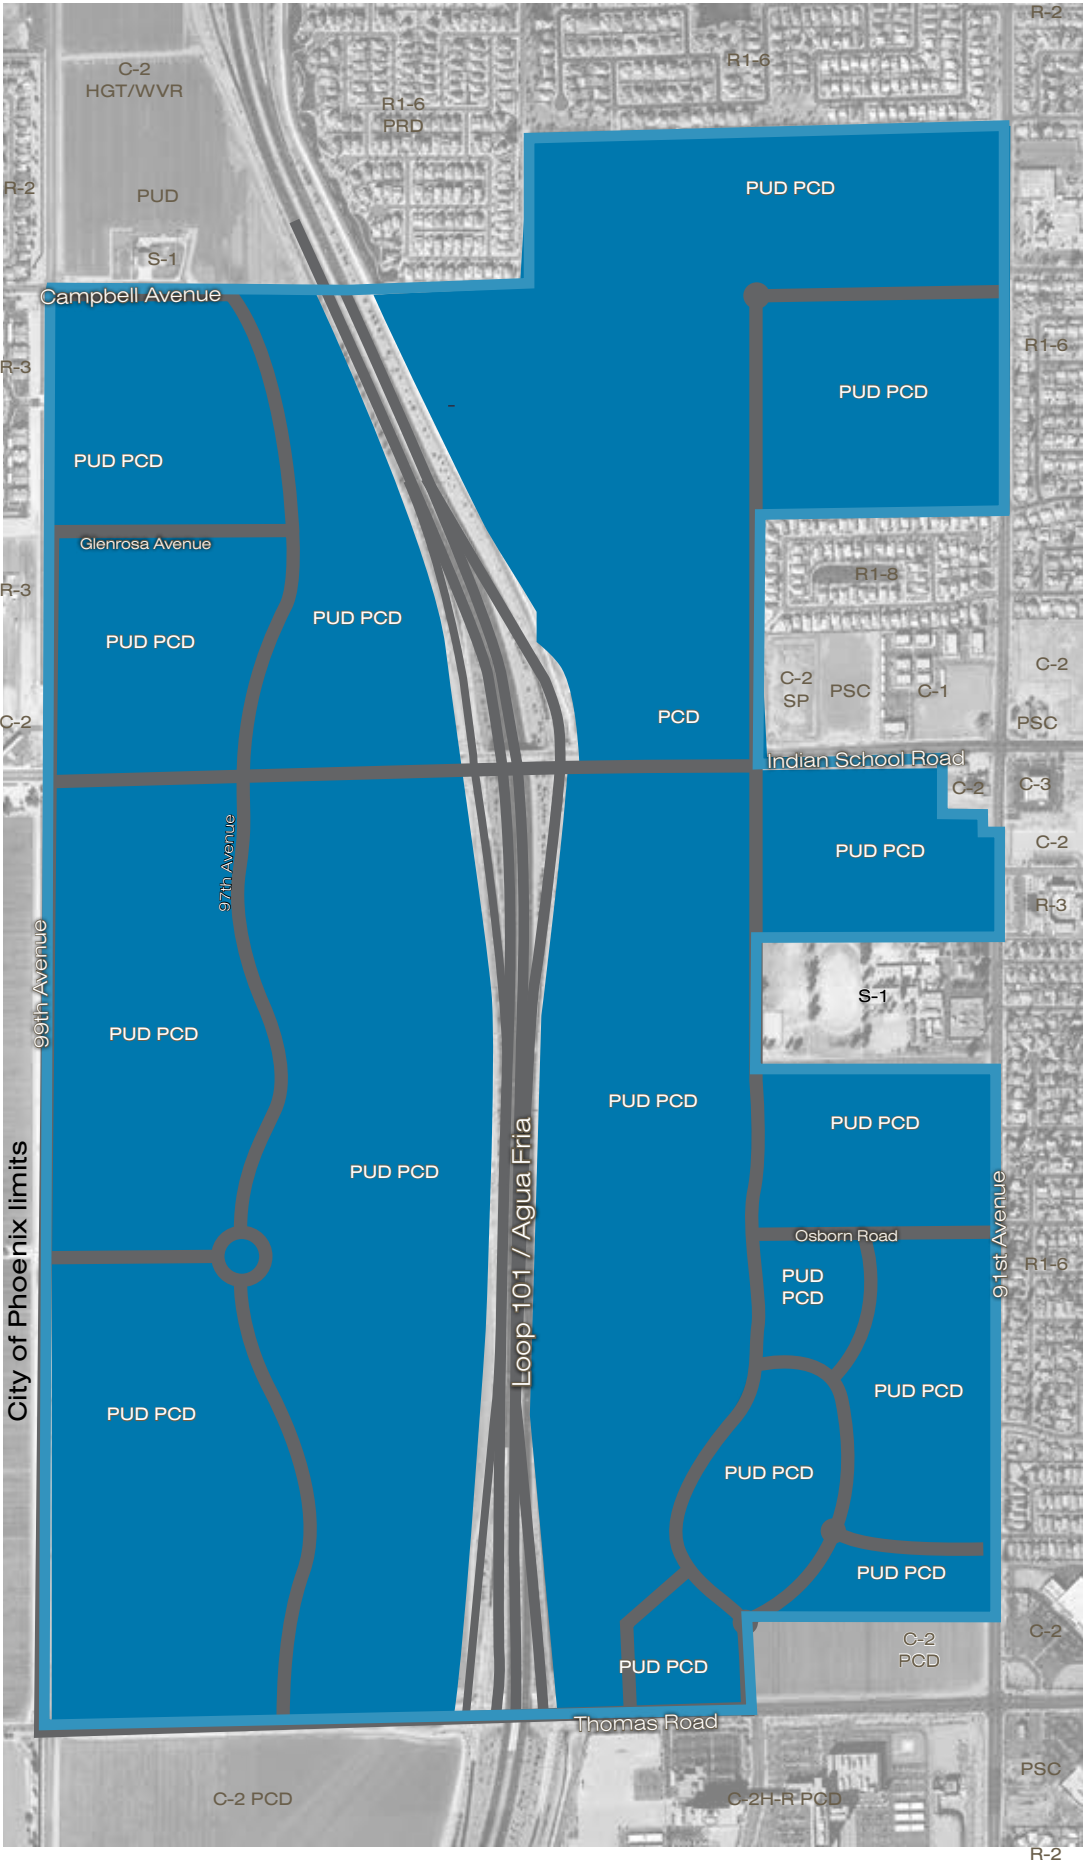 R-2
C-2
HGT/WVR
R1-6
R1-6
PRD
R-2
PUD
PUD PCD
S-1
Campbell Avenue
R1-6
R-3
PUD PCD
PUD PCD
Glenrosa Avenue
R1-8
R-3
PUD PCD
PUD PCD
C-2
C-2
SP
PSC
C-1
PCD
C-2
PSC
Indian School Road
C-2
C-3
C-2
PUD PCD
97th Avenue
R-3
99th Avenue
S-1
PUD PCD
PUD PCD
PUD PCD
PUD PCD
City of Phoenix limits
Loop 101 / Agua Fria
91st Avenue
Osborn Road
R1-6
PUD
PCD
PUD PCD
PUD PCD
PUD PCD
PUD PCD
C-2
PCD
C-2
PUD PCD
Thomas Road
PSC
C-2 PCD
C-2H-R PCD
R-2